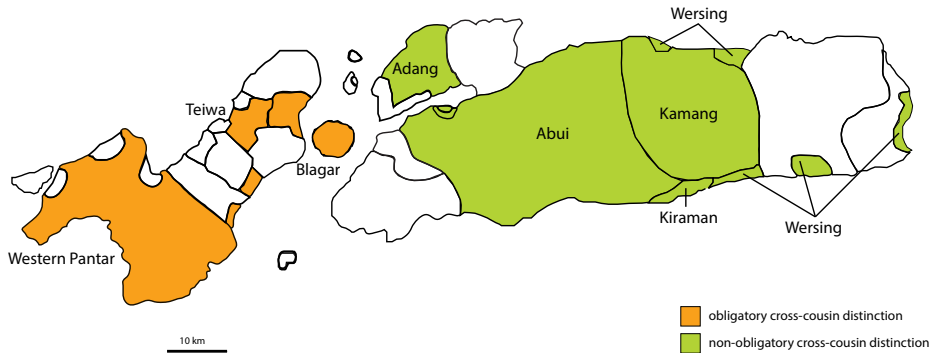 Wersing
Adang
Teiwa
Kamang
Abui
Blagar
Kiraman
Wersing
Western Pantar
obligatory cross-cousin distinction
non-obligatory cross-cousin distinction
10 km